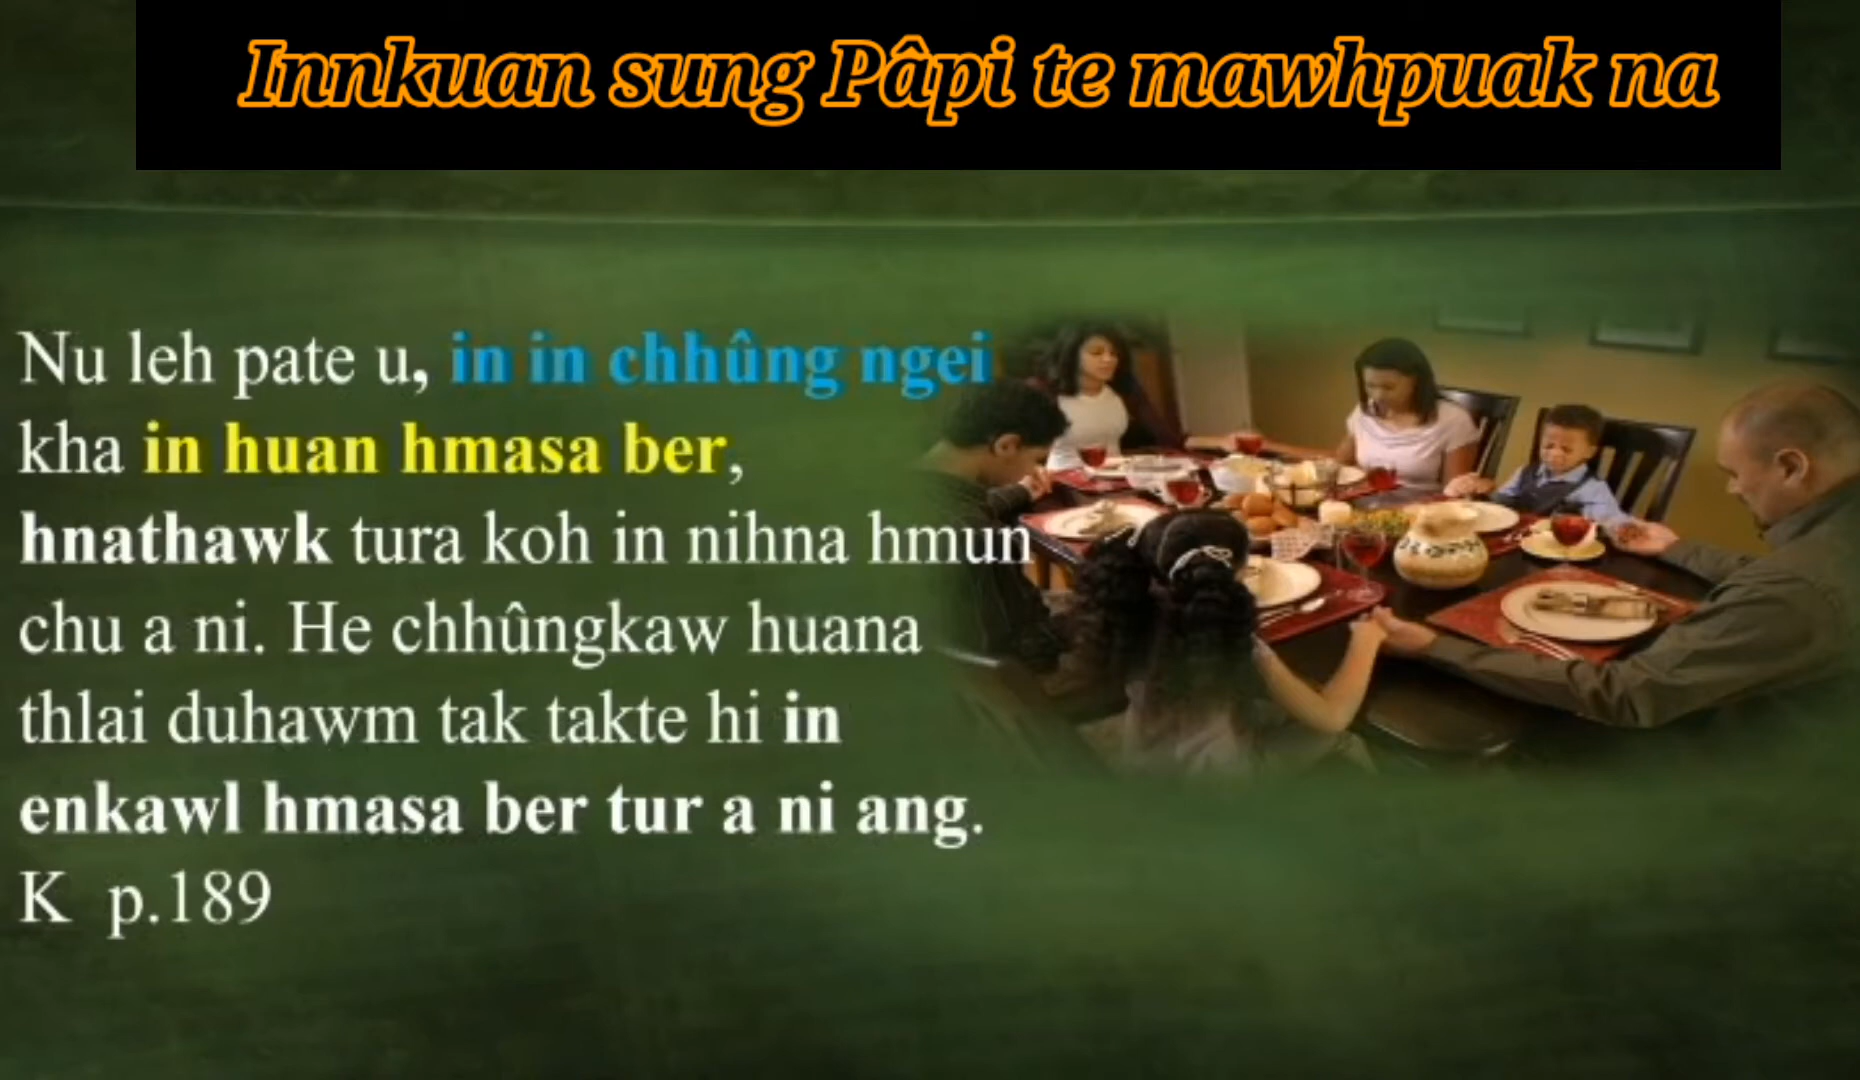 Innkuan sung Pâpi te mawhpuak na
Nu leh pate u, in in chhûng ngei
kha in huan hmasa ber,
hnathawk tura koh in nihna hmun
chu a ni. He chhûngkaw huana
thlai duhawm tak takte hi in
enkawl hmasa ber tur a ni ang.
K p.189